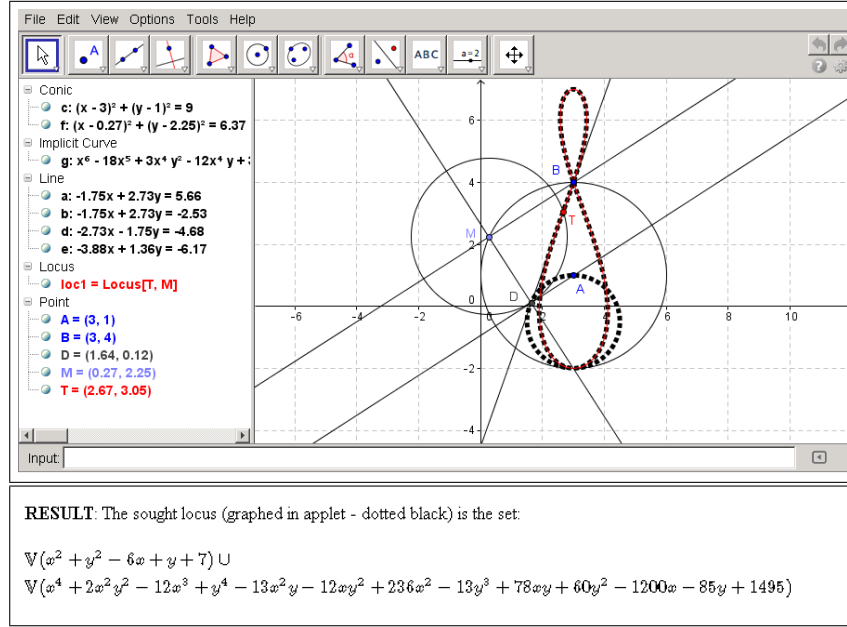 File Edit View Options Tools Help
A
α
ABC
a = 2
Conic
c: (x - 3)² + (y - 1)² = 9
f: (x - 0.27)² + (y - 2.25)² = 6.37
Implicit Curve
g: x⁶ - 18x⁵ + 3x⁴ y² - 12x⁴ y +
Line
a: -1.75x + 2.73y = 5.66
b: -1.75x + 2.73y = -2.53
d: -2.73x - 1.75y = -4.68
e: -3.88x + 1.36y = -6.17
Locus
loc1 = Locus[T, M]
Point
A = (3, 1)
B = (3, 4)
D = (1.64, 0.12)
M = (0.27, 2.25)
T = (2.67, 3.05)
6
B
4
T
M
2
A
D
0
-6 -4 -2 0 2 4 6 8 10
-2
-4
Input:
RESULT: The sought locus (graphed in applet - dotted black) is the set:
𝕍(x² + y² − 6x + y + 7) ∪
𝕍(x⁴ + 2x²y² − 12x³ + y⁴ − 13x²y − 12xy² + 236x² − 13y³ + 78xy + 60y² − 1200x − 85y + 1495)